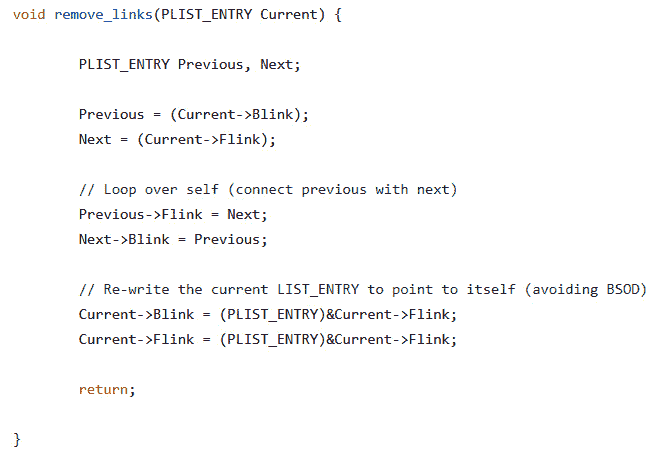 void remove_links(PLIST_ENTRY Current) {
PLIST_ENTRY Previous, Next;
Previous = (Current->Blink);
Next = (Current->Flink);
// Loop over self (connect previous with next)
Previous->Flink = Next;
Next->Blink = Previous;
// Re-write the current LIST_ENTRY to point to itself (avoiding BSOD)
Current->Blink = (PLIST_ENTRY)&Current->Flink;
Current->Flink = (PLIST_ENTRY)&Current->Flink;
return;
}